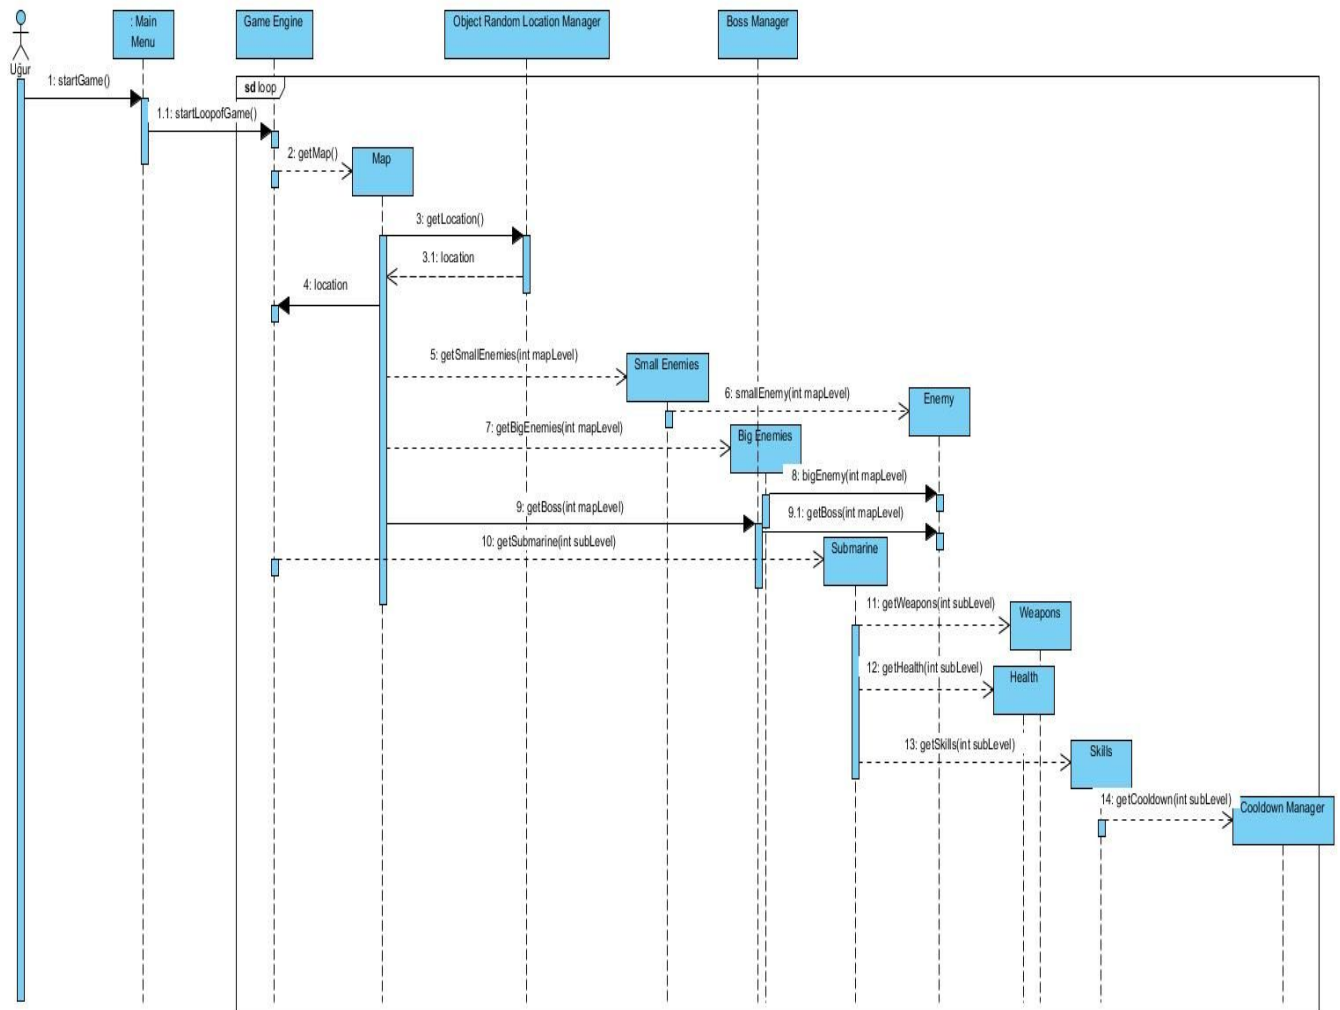 : Main
Menu
Game Engine
Object Random Location Manager
Boss Manager
Uğur
1: startGame()
sd loop
1.1: startLoopofGame()
2: getMap()
Map
3: getLocation()
3.1: location
4: location
5: getSmallEnemies(int mapLevel)
Small Enemies
6: smallEnemy(int mapLevel)
Enemy
7: getBigEnemies(int mapLevel)
Big Enemies
8: bigEnemy(int mapLevel)
9: getBoss(int mapLevel)
9.1: getBoss(int mapLevel)
10: getSubmarine(int subLevel)
Submarine
11: getWeapons(int subLevel)
Weapons
12: getHealth(int subLevel)
Health
13: getSkills(int subLevel)
Skills
14: getCooldown(int subLevel)
Cooldown Manager